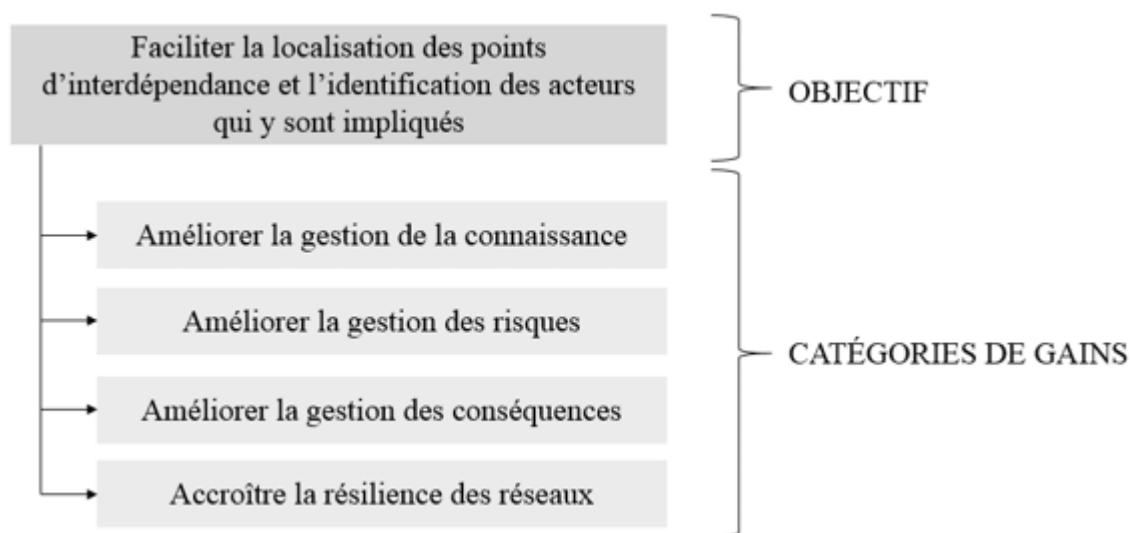 Faciliter la localisation des points
d’interdépendance et l’identification des acteurs
qui y sont impliqués
OBJECTIF
Améliorer la gestion de la connaissance
Améliorer la gestion des risques
Améliorer la gestion des conséquences
Accroître la résilience des réseaux
CATÉGORIES DE GAINS